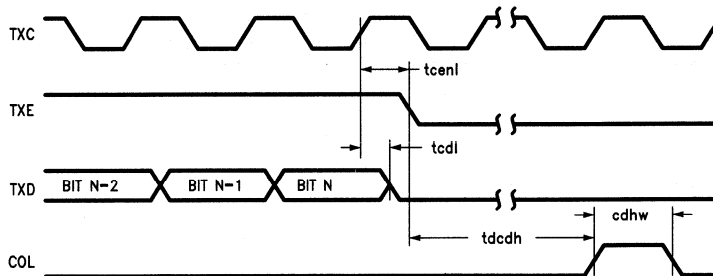 TXC
tcenl
TXE
tcdl
TXD BIT N-2 BIT N-1 BIT N
cdhw
tdcdh
COL